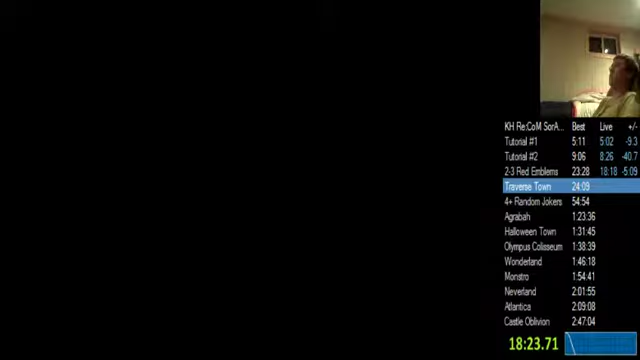 KH Re:CoM SorA... Best Live +/-
Tutorial #1 5:11 5:02 -9.3
Tutorial #2 9:06 8:26 -40.7
2-3 Red Emblems 23:28 18:18 -5:09
Traverse Town 24:09
4+ Random Jokers 54:54
Agrabah 1:23:36
Halloween Town 1:31:45
Olympus Colisseum 1:38:39
Wonderland 1:46:18
Monstro 1:54:41
Neverland 2:01:55
Atlantica 2:09:08
Castle Oblivion 2:47:04
18:23.71